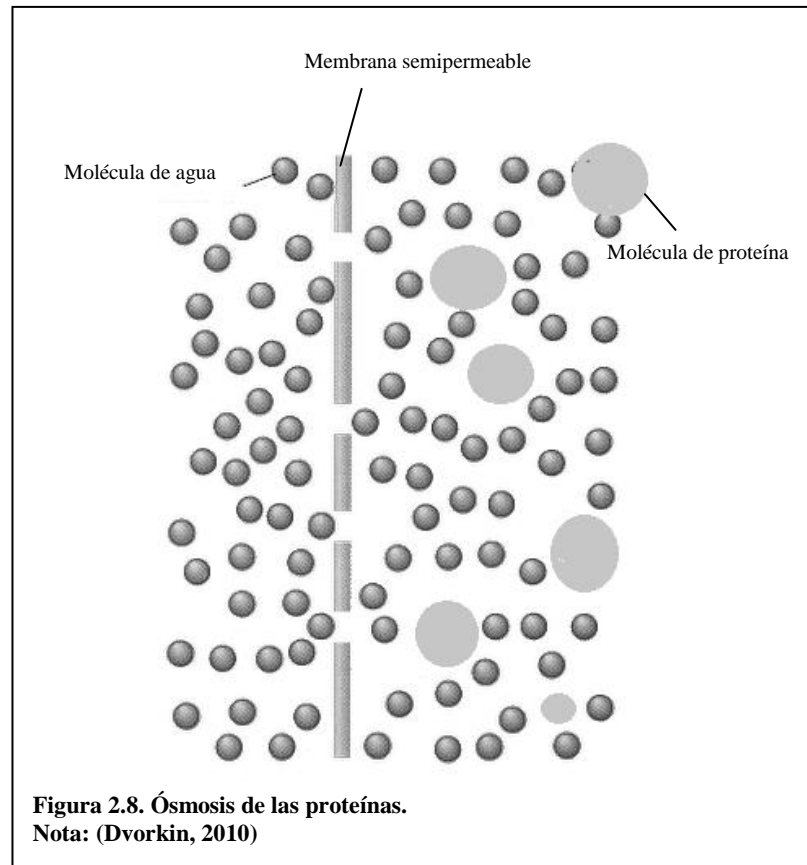 Membrana semipermeable
Molécula de agua
Molécula de proteína
Figura 2.8. Ósmosis de las proteínas.
Nota: (Dvorkin, 2010)